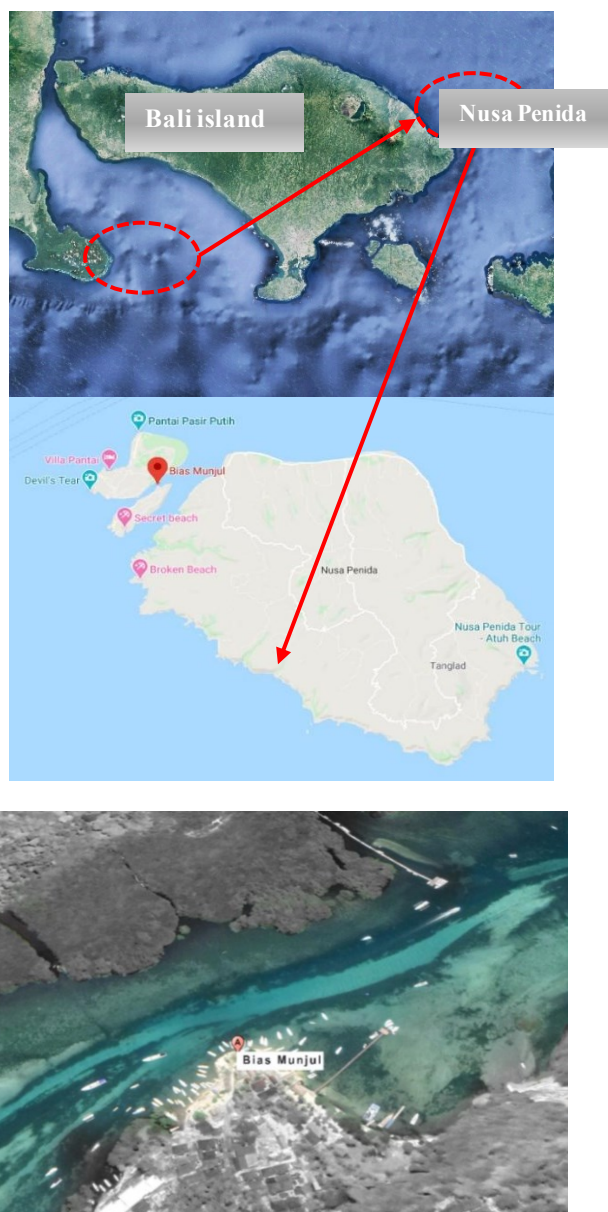 Bali island
Nusa Penida
Pantai Pasir Putih
Villa Pantai
Bias Munjul
Devil's Tear
Secret beach
Broken Beach
Nusa Penida
Nusa Penida Tour
- Atuh Beach
Tanglad
A
Bias Munjul